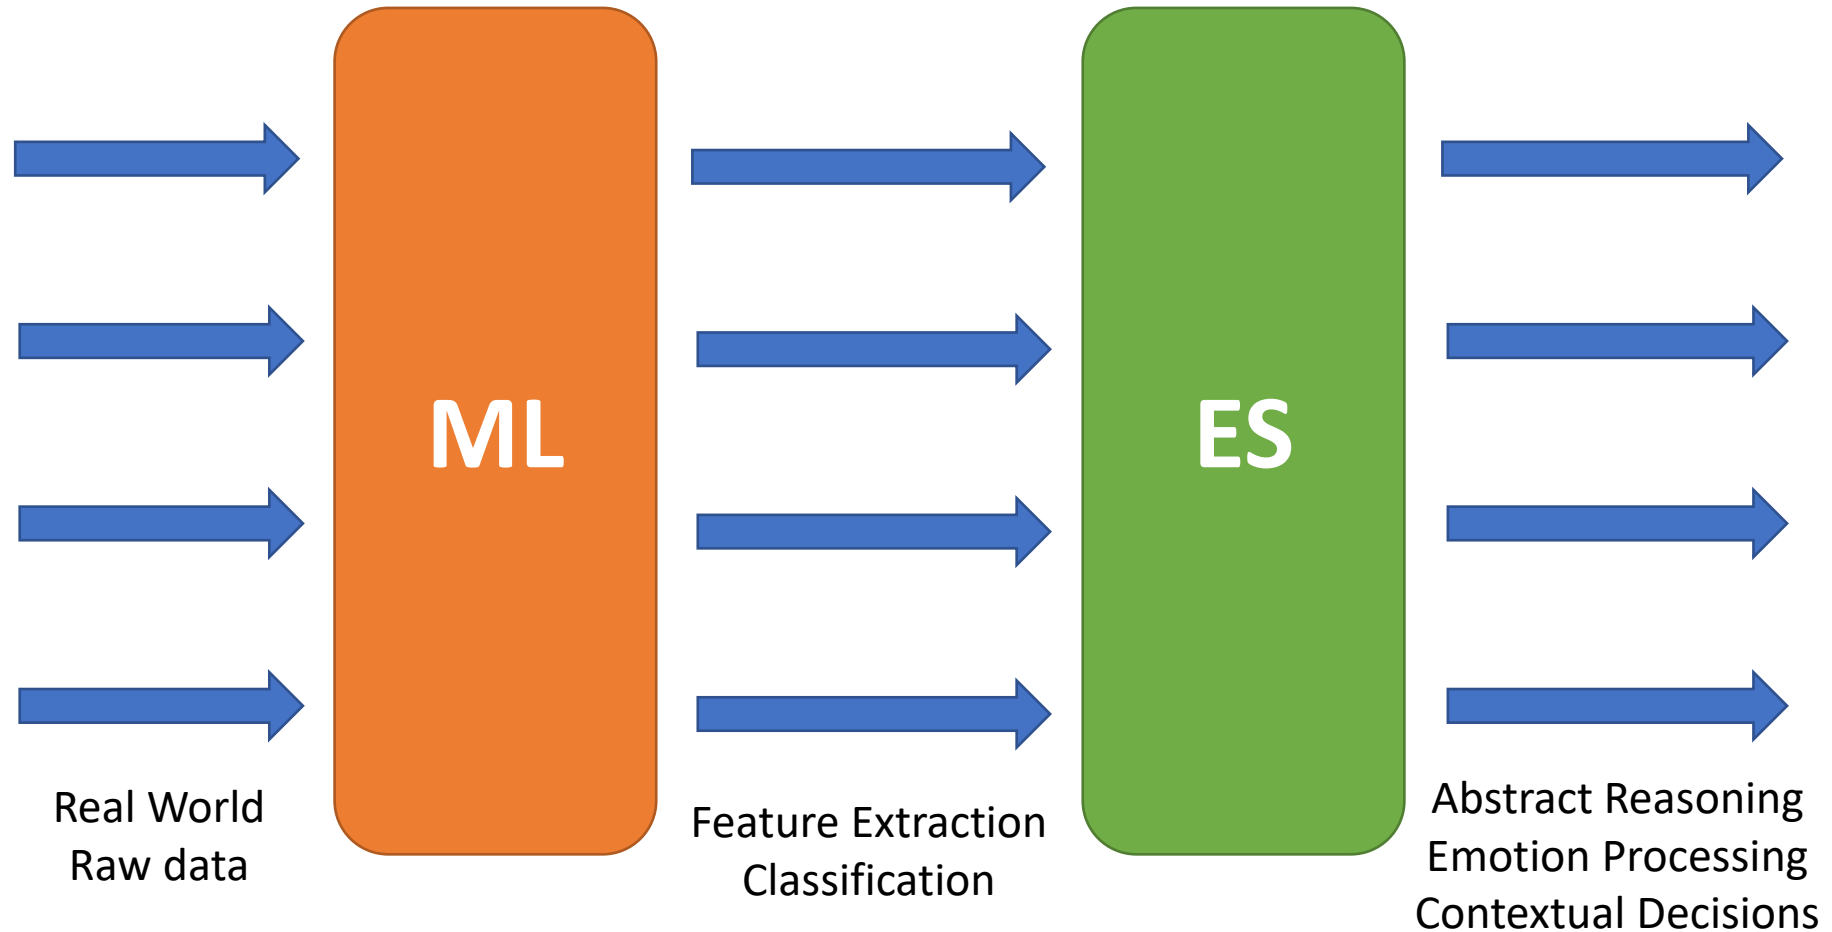 ML
ES
Real World
Raw data
Feature Extraction
Classification
Abstract Reasoning
Emotion Processing
Contextual Decisions